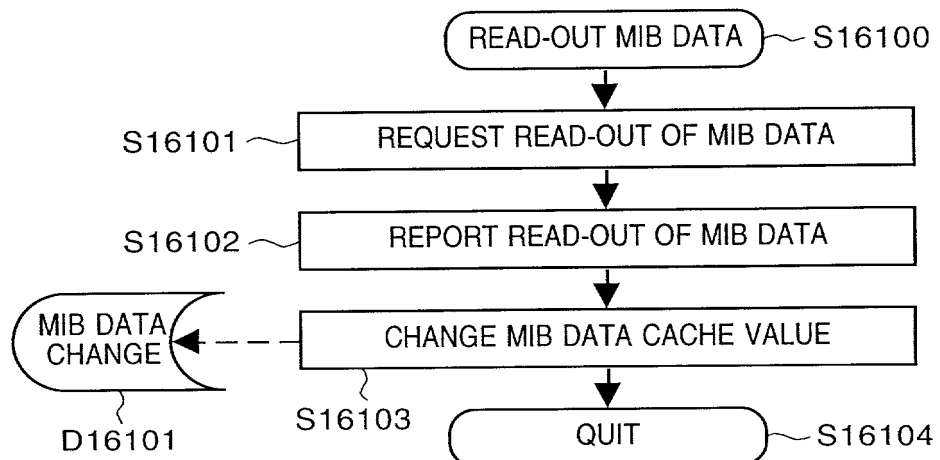 READ-OUT MIB DATA
S16100
S16101
REQUEST READ-OUT OF MIB DATA
S16102
REPORT READ-OUT OF MIB DATA
MIB DATA
CHANGE
CHANGE MIB DATA CACHE VALUE
D16101
S16103
QUIT
S16104